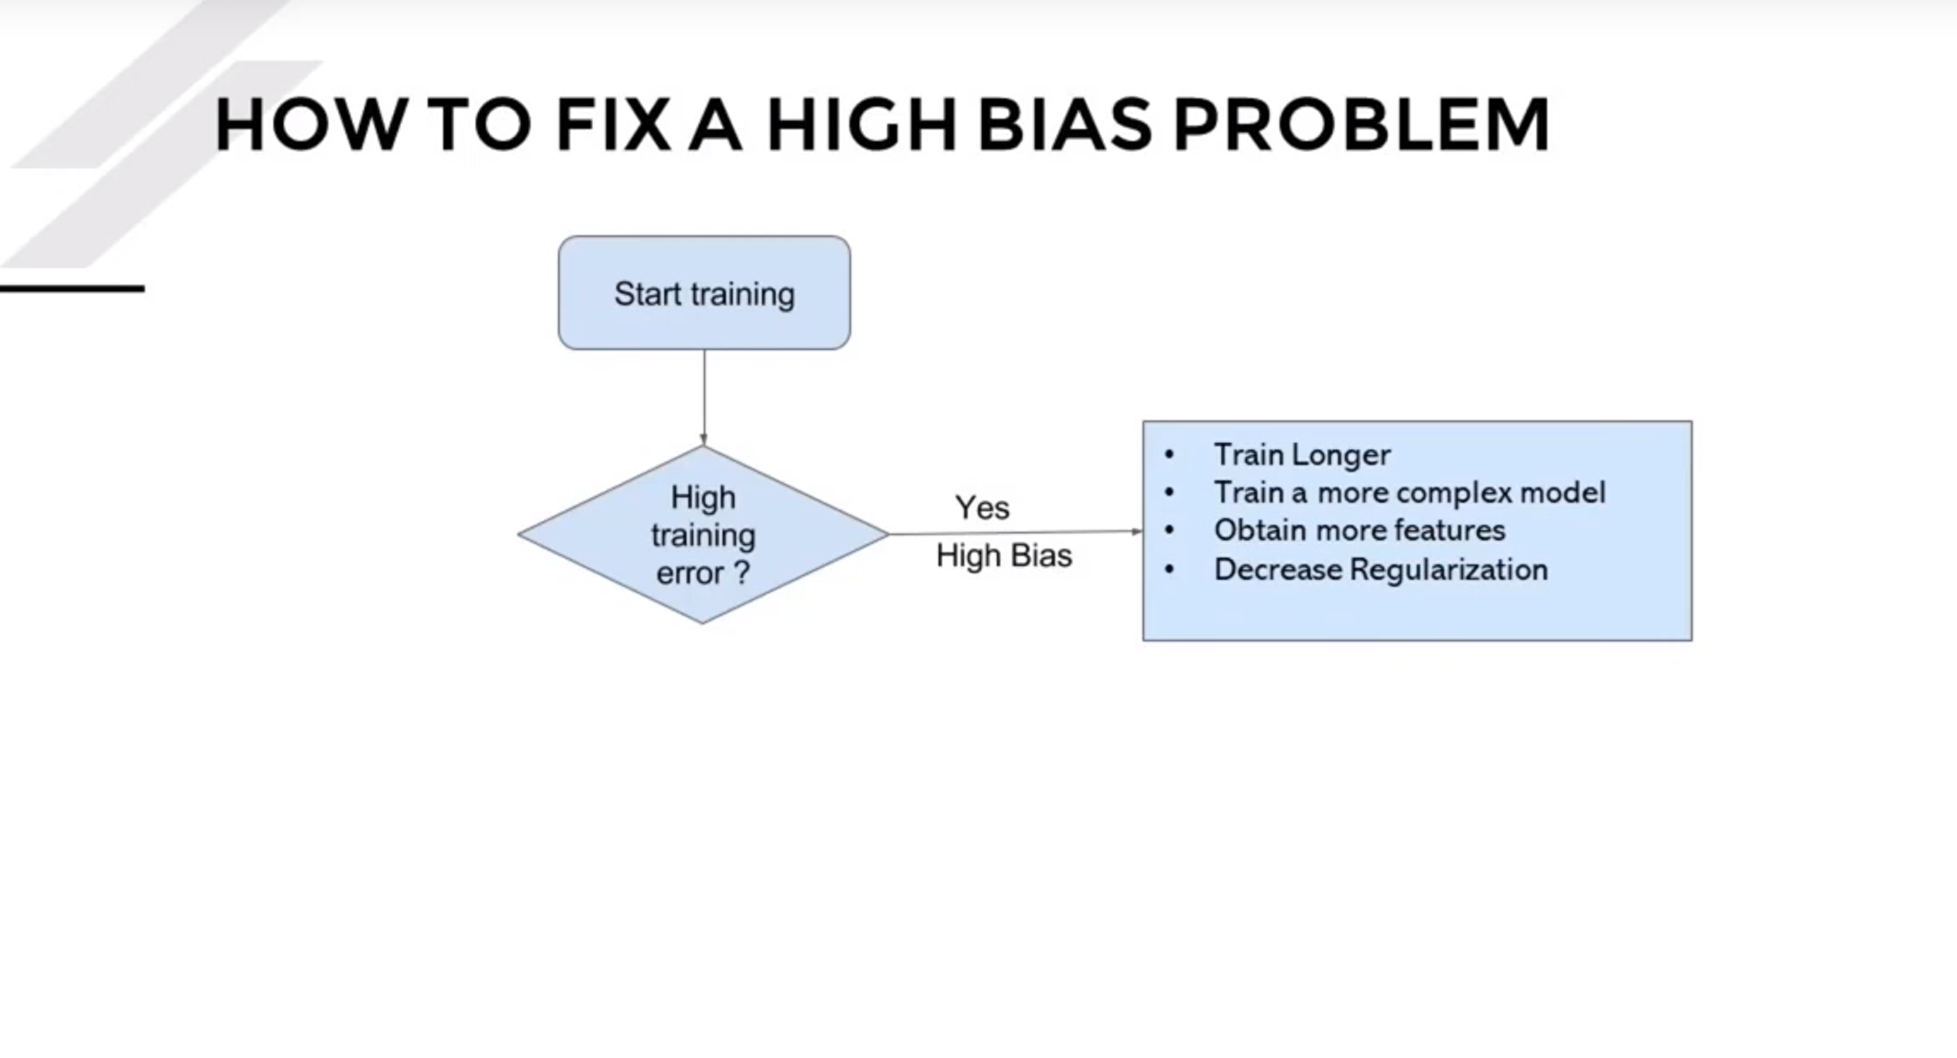 HOW TO FIX A HIGH BIAS PROBLEM
Start training
High
training
error ?
Yes
High Bias
• Train Longer
• Train a more complex model
• Obtain more features
• Decrease Regularization